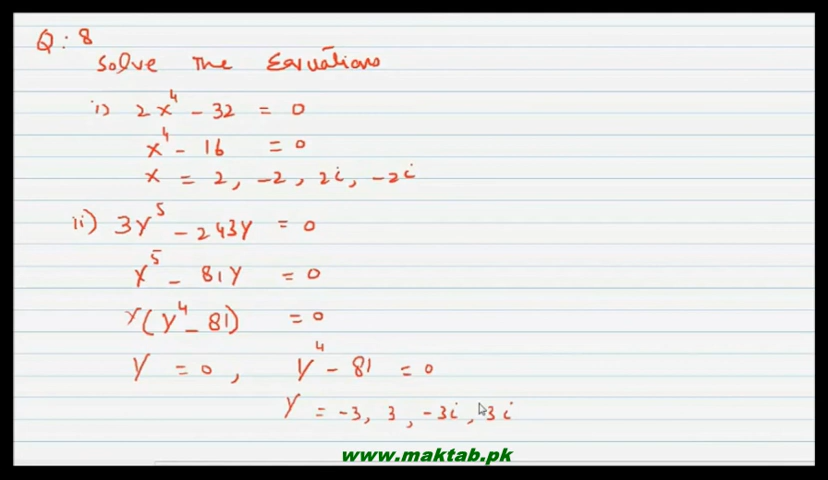 Q: 8
Solve The Equations
i) 2x⁴ - 32 = 0
x⁴ - 16 = 0
x = 2, -2, 2i, -2i
ii) 3y⁵ - 243y = 0
y⁵ - 81y = 0
y(y⁴ - 81) = 0
y = 0, y⁴ - 81 = 0
y = -3, 3, -3i, 3i
www.maktab.pk